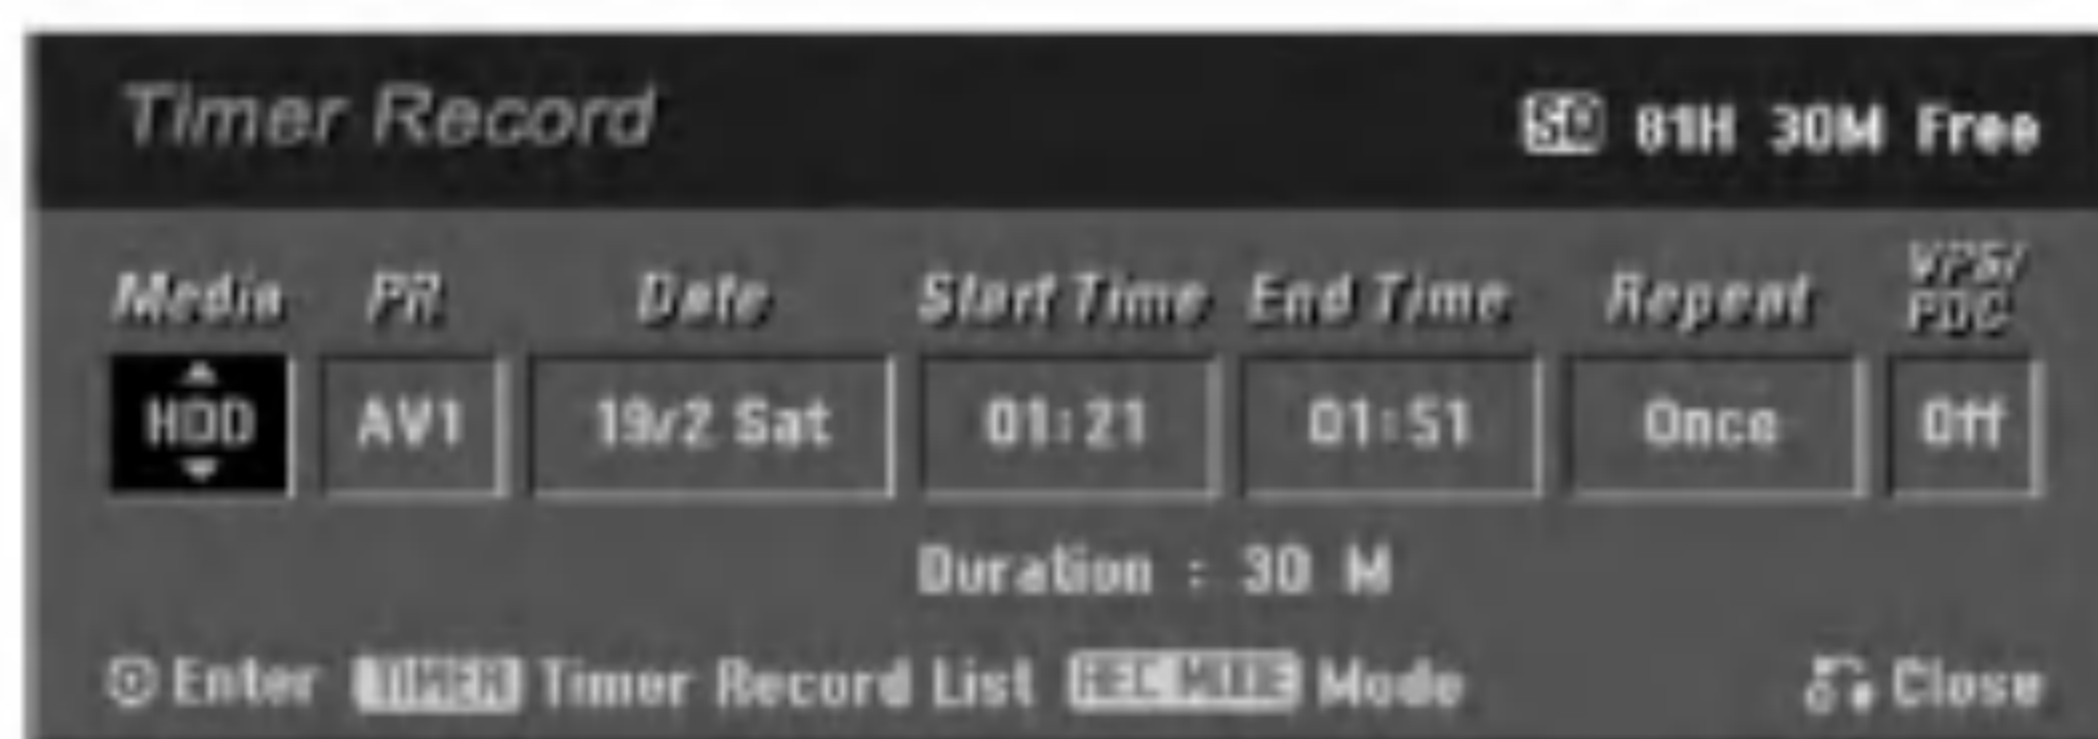 Timer Record
SQ 81H 30M Free
Media PR Date Start Time End Time Repeat VPS/
PDC
HDD AV1 19/2 Sat 01:21 01:51 Once Off
Duration : 30 M
Enter TIMER Timer Record List REC MODE Mode Close